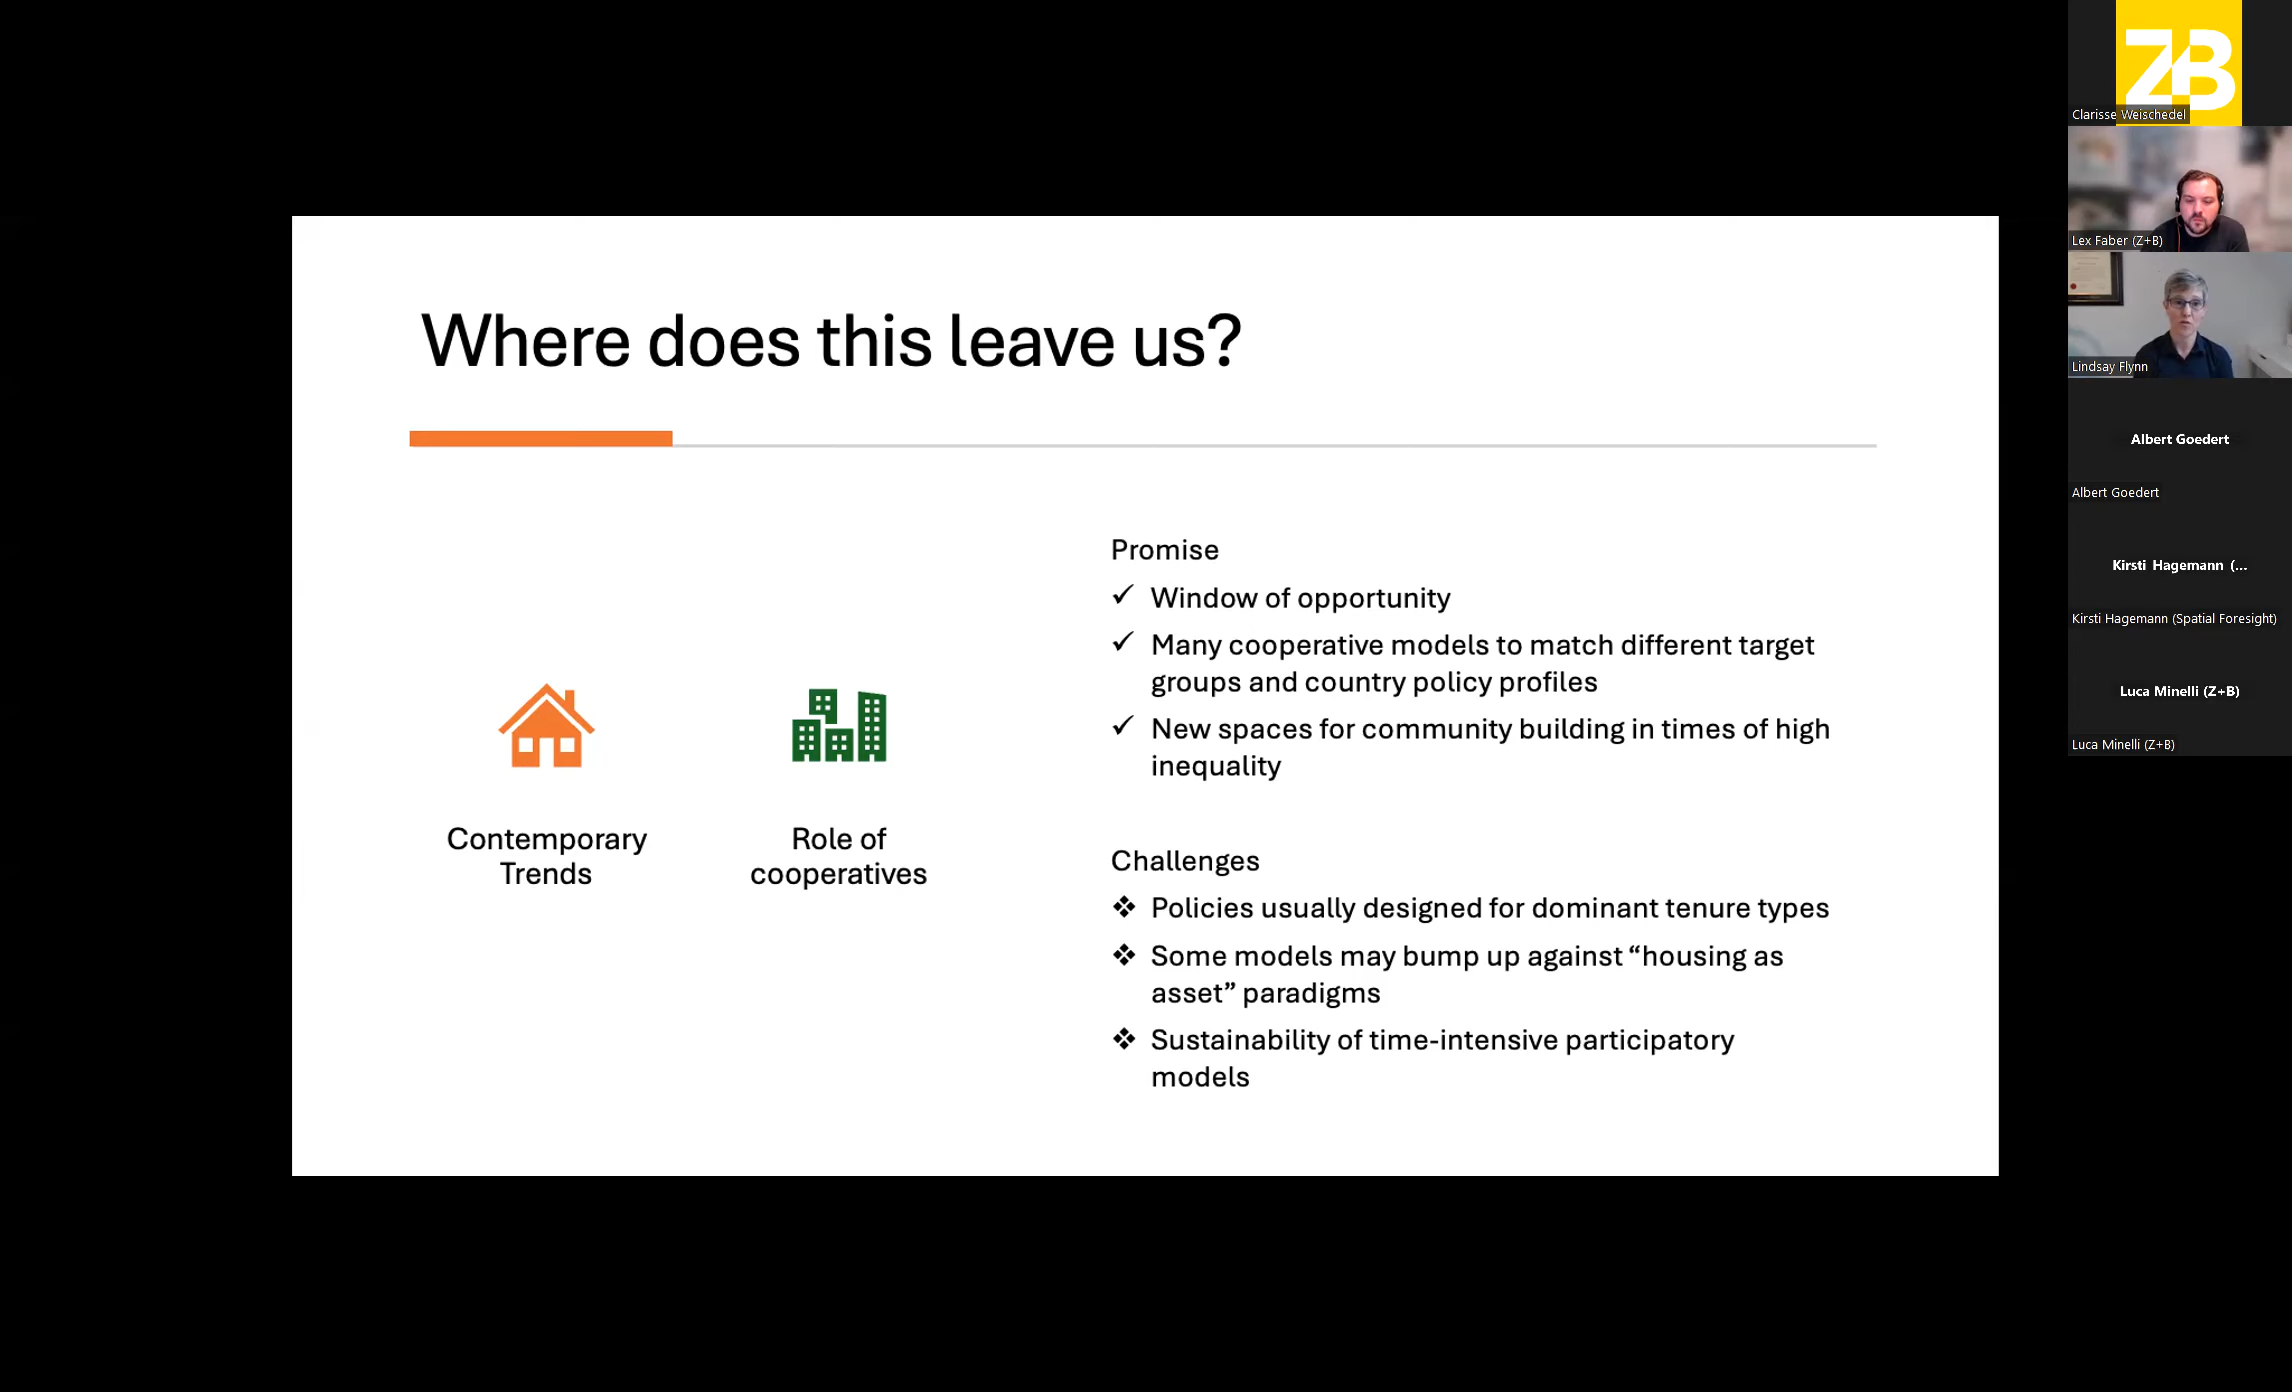 Where does this leave us?
Contemporary
Trends
Role of
cooperatives
Promise
✓ Window of opportunity
✓ Many cooperative models to match different target
groups and country policy profiles
✓ New spaces for community building in times of high
inequality
Challenges
❖ Policies usually designed for dominant tenure types
❖ Some models may bump up against “housing as
asset” paradigms
❖ Sustainability of time-intensive participatory
models
ZB
Clarisse Weischedel
Lex Faber (Z+B)
Lindsay Flynn
Albert Goedert
Albert Goedert
Kirsti Hagemann (...
Kirsti Hagemann (Spatial Foresight)
Luca Minelli (Z+B)
Luca Minelli (Z+B)